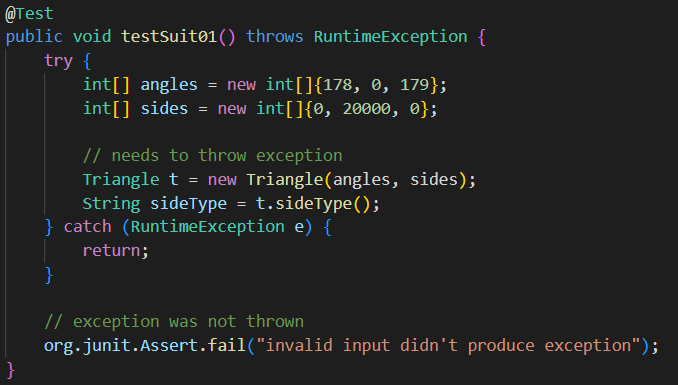 @Test
public void testSuit01() throws RuntimeException {
    try {
        int[] angles = new int[]{178, 0, 179};
        int[] sides = new int[]{0, 20000, 0};

        // needs to throw exception
        Triangle t = new Triangle(angles, sides);
        String sideType = t.sideType();
    } catch (RuntimeException e) {
        return;
    }

    // exception was not thrown
    org.junit.Assert.fail("invalid input didn't produce exception");
}